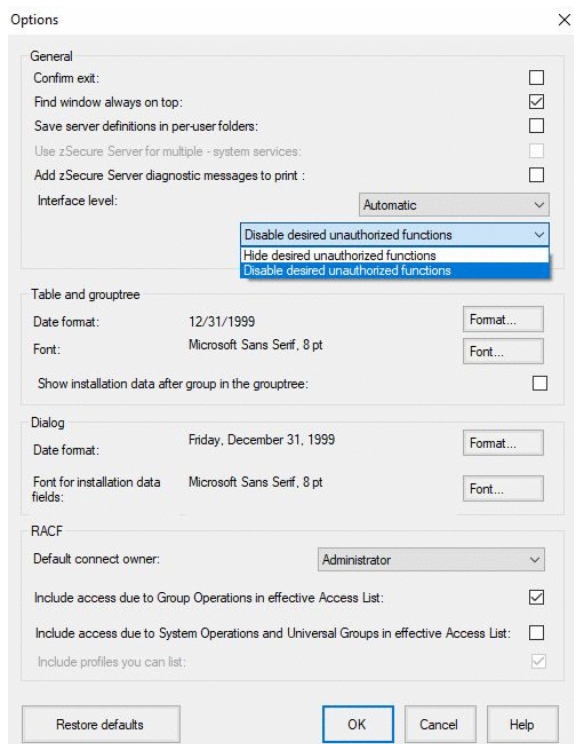 Options
General
Confirm exit:
Find window always on top:
Save server definitions in per-user folders:
Use zSecure Server for multiple - system services:
Add zSecure Server diagnostic messages to print :
Interface level:
Automatic
Disable desired unauthorized functions
Hide desired unauthorized functions
Disable desired unauthorized functions
Table and grouptree
Date format: 12/31/1999 Format...
Font: Microsoft Sans Serif, 8 pt Font...
Show installation data after group in the grouptree:
Dialog
Date format: Friday, December 31, 1999 Format...
Font for installation data
fields:
Microsoft Sans Serif, 8 pt Font...
RACF
Default connect owner: Administrator
Include access due to Group Operations in effective Access List:
Include access due to System Operations and Universal Groups in effective Access List:
Include profiles you can list:
Restore defaults OK Cancel Help